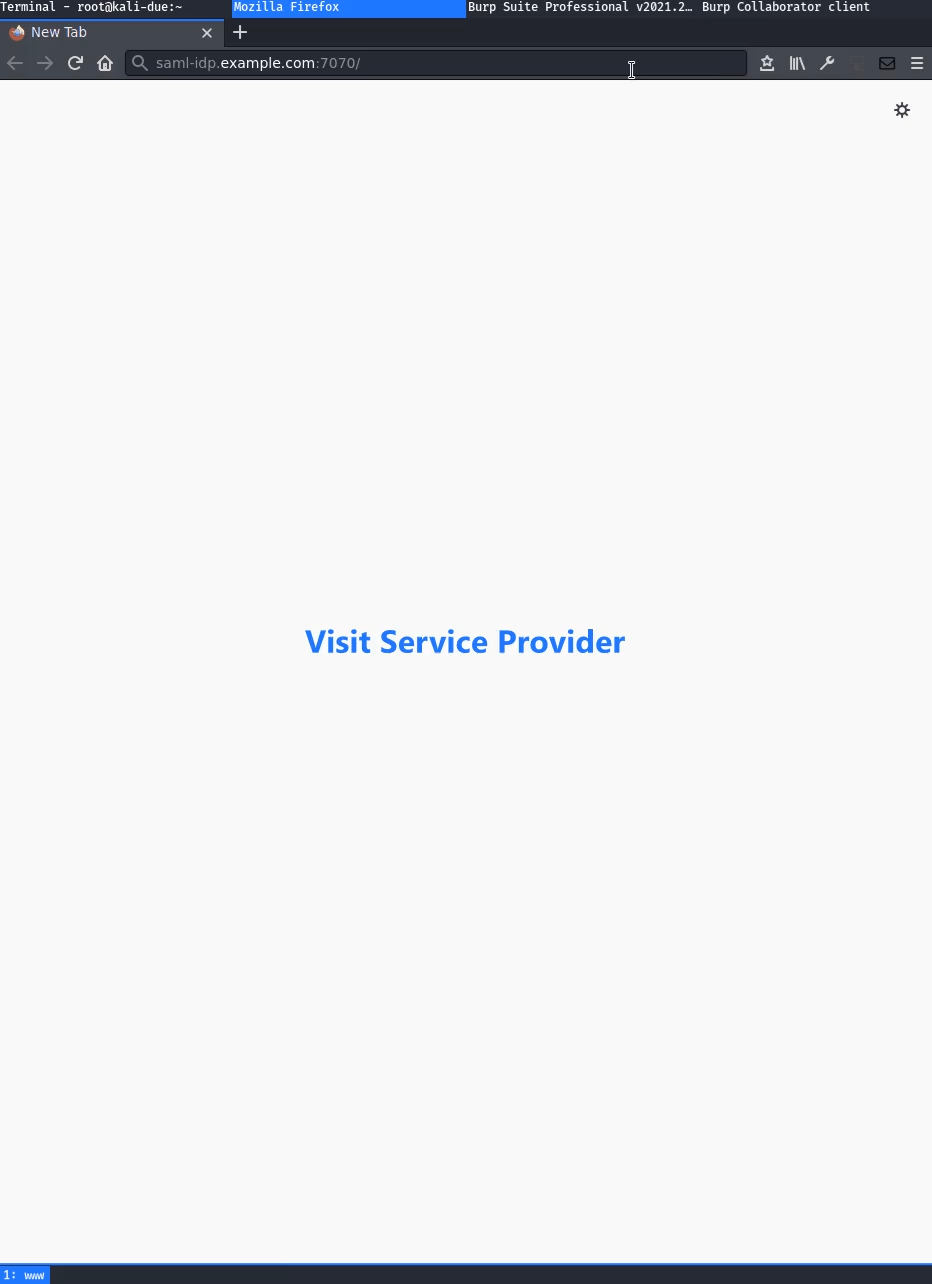 Terminal - root@kali-due:~
Mozilla Firefox
Burp Suite Professional v2021.2…
Burp Collaborator client
New Tab
saml-idp.example.com:7070/
Visit Service Provider
1: www